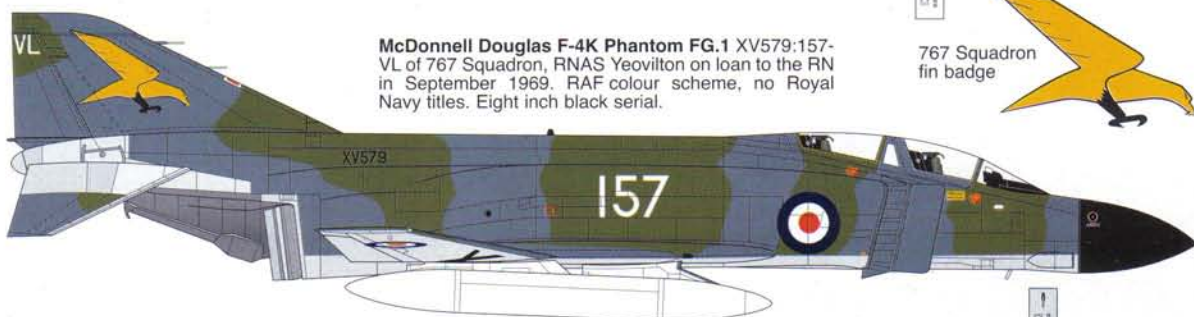 VL
McDonnell Douglas F-4K Phantom FG.1 XV579:157-
VL of 767 Squadron, RNAS Yeovilton on loan to the RN
in September 1969. RAF colour scheme, no Royal
Navy titles. Eight inch black serial.
767 Squadron
fin badge
XV579
157